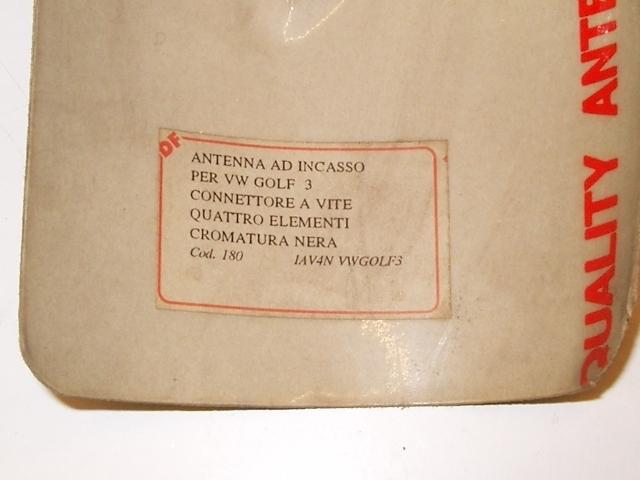 DF
ANTENNA AD INCASSO
PER VW GOLF 3
CONNETTORE A VITE
QUATTRO ELEMENTI
CROMATURA NERA
Cod. 180 IAV4N VWGOLF3
QUALITY ANTE